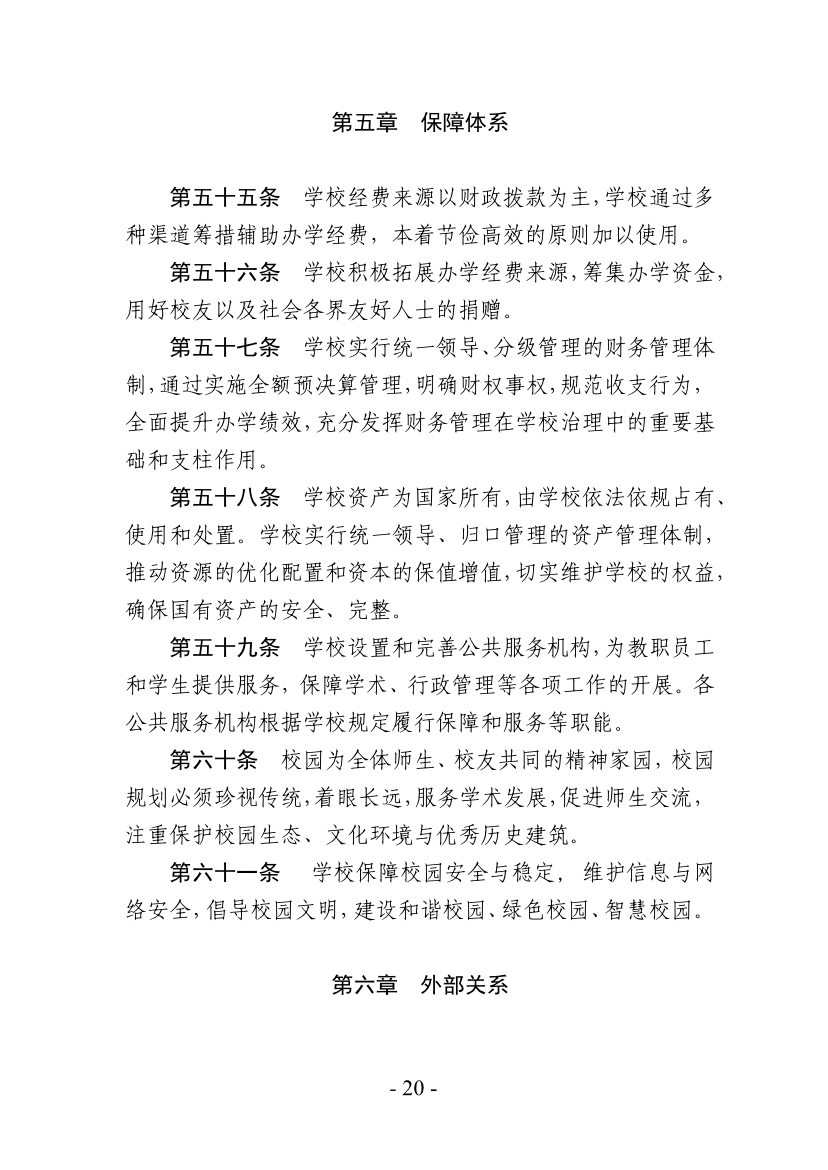 第五章　保障体系
第五十五条　学校经费来源以财政拨款为主，学校通过多
种渠道筹措辅助办学经费，本着节俭高效的原则加以使用。
第五十六条　学校积极拓展办学经费来源，筹集办学资金，
用好校友以及社会各界友好人士的捐赠。
第五十七条　学校实行统一领导、分级管理的财务管理体
制，通过实施全额预决算管理，明确财权事权，规范收支行为，
全面提升办学绩效，充分发挥财务管理在学校治理中的重要基
础和支柱作用。
第五十八条　学校资产为国家所有，由学校依法依规占有、
使用和处置。学校实行统一领导、归口管理的资产管理体制，
推动资源的优化配置和资本的保值增值，切实维护学校的权益，
确保国有资产的安全、完整。
第五十九条　学校设置和完善公共服务机构，为教职员工
和学生提供服务，保障学术、行政管理等各项工作的开展。各
公共服务机构根据学校规定履行保障和服务等职能。
第六十条　校园为全体师生、校友共同的精神家园，校园
规划必须珍视传统，着眼长远，服务学术发展，促进师生交流，
注重保护校园生态、文化环境与优秀历史建筑。
第六十一条　学校保障校园安全与稳定，维护信息与网
络安全，倡导校园文明，建设和谐校园、绿色校园、智慧校园。
第六章　外部关系
- 20 -